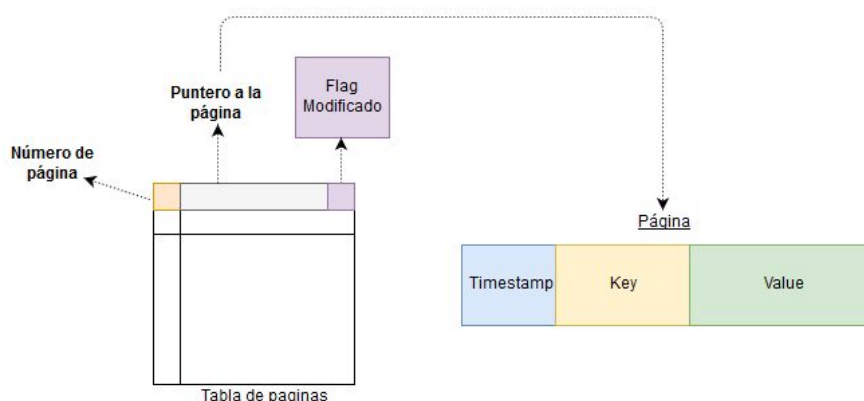 Flag
Modificado
Puntero a la
página
Número de
página
Página
Timestamp
Key
Value
Tabla de paginas